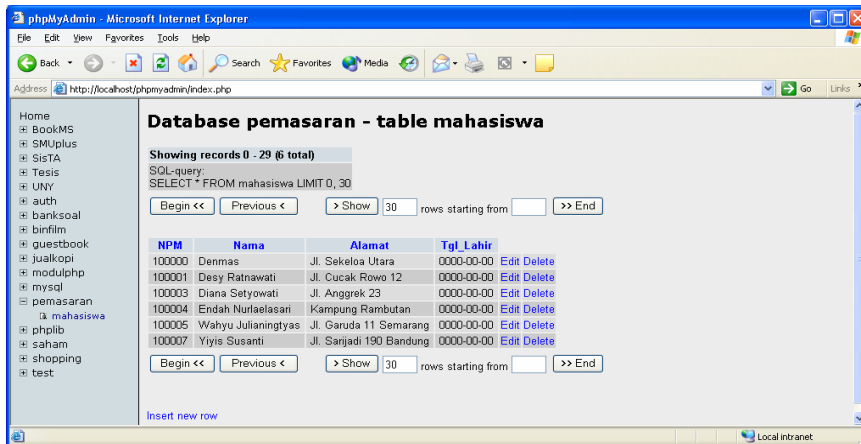 phpMyAdmin - Microsoft Internet Explorer
File Edit View Favorites Tools Help
Back Search Favorites Media
Address http://localhost/phpmyadmin/index.php Go Links
Home
BookMS
SMUplus
SisTA
Tesis
UNY
auth
banksoal
binfilm
guestbook
jualkopi
modulphp
mysql
pemasaran
mahasiswa
phplib
saham
shopping
test
Database pemasaran - table mahasiswa
Showing records 0 - 29 (6 total)
SQL-query:
SELECT * FROM mahasiswa LIMIT 0, 30
Begin << Previous < > Show 30 rows starting from >> End
NPM Nama Alamat Tgl_Lahir
100000 Denmas Jl. Sekeloa Utara 0000-00-00 Edit Delete
100001 Desy Ratnawati Jl. Cucak Rowo 12 0000-00-00 Edit Delete
100003 Diana Setyowati Jl. Anggrek 23 0000-00-00 Edit Delete
100004 Endah Nurlaelasari Kampung Rambutan 0000-00-00 Edit Delete
100005 Wahyu Julianingtyas Jl. Garuda 11 Semarang 0000-00-00 Edit Delete
100007 Yiyis Susanti Jl. Sarijadi 190 Bandung 0000-00-00 Edit Delete
Begin << Previous < > Show 30 rows starting from >> End
Insert new row
Local intranet